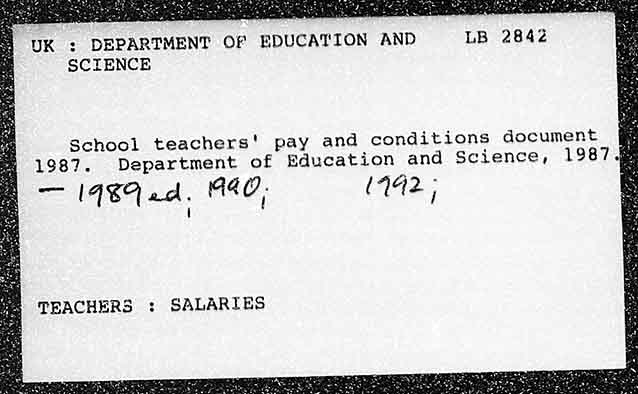 UK : DEPARTMENT OF EDUCATION AND LB 2842
SCIENCE
School teachers' pay and conditions document
1987. Department of Education and Science, 1987.
— 1989 ed; 1990; 1992;
TEACHERS : SALARIES